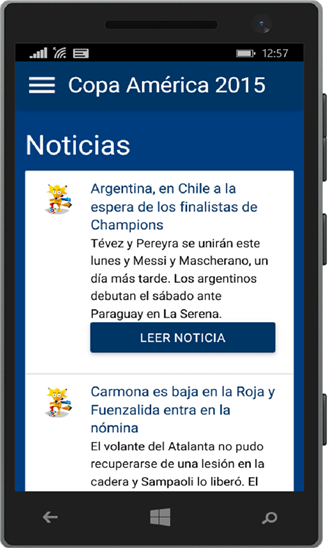 12:57
Copa América 2015
Noticias
Argentina, en Chile a la
espera de los finalistas de
Champions
Tévez y Pereyra se unirán este
lunes y Messi y Mascherano, un
día más tarde. Los argentinos
debutan el sábado ante
Paraguay en La Serena.
LEER NOTICIA
Carmona es baja en la Roja y
Fuenzalida entra en la
nómina
El volante del Atalanta no pudo
recuperarse de una lesión en la
cadera y Sampaoli lo liberó. El